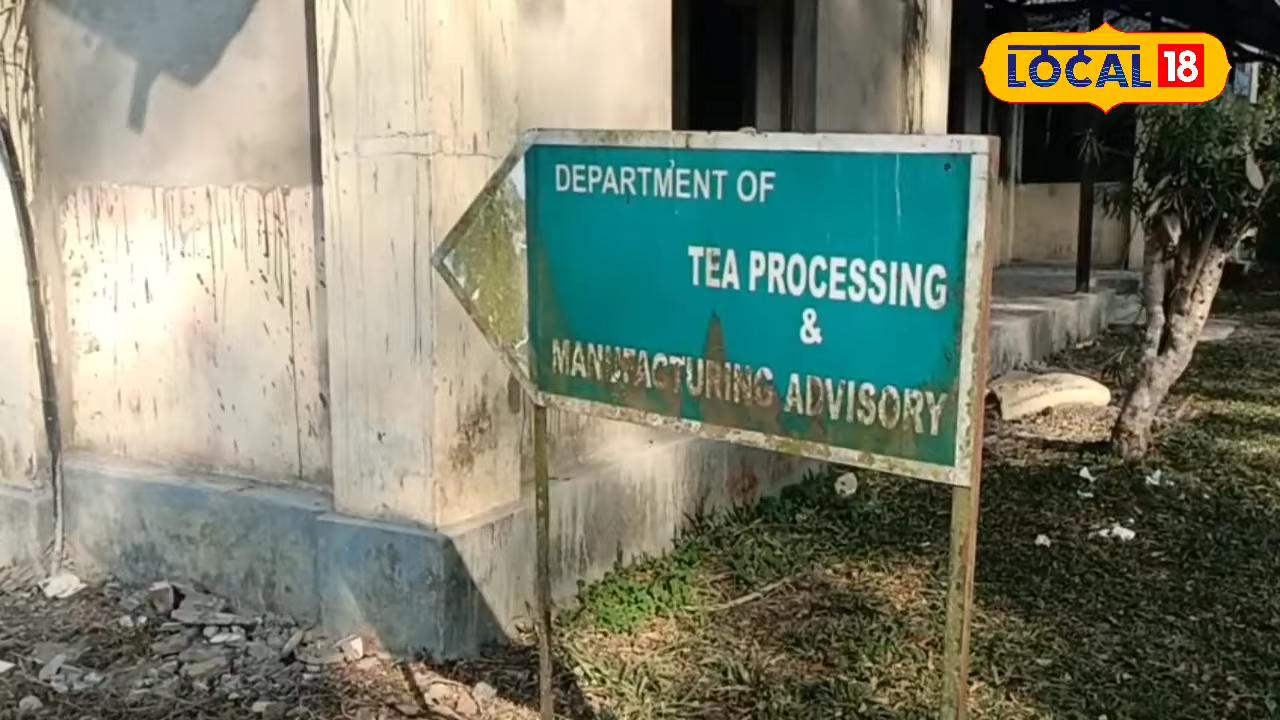 LOCAL 18
DEPARTMENT OF
TEA PROCESSING
&
MANUFACTURING ADVISORY